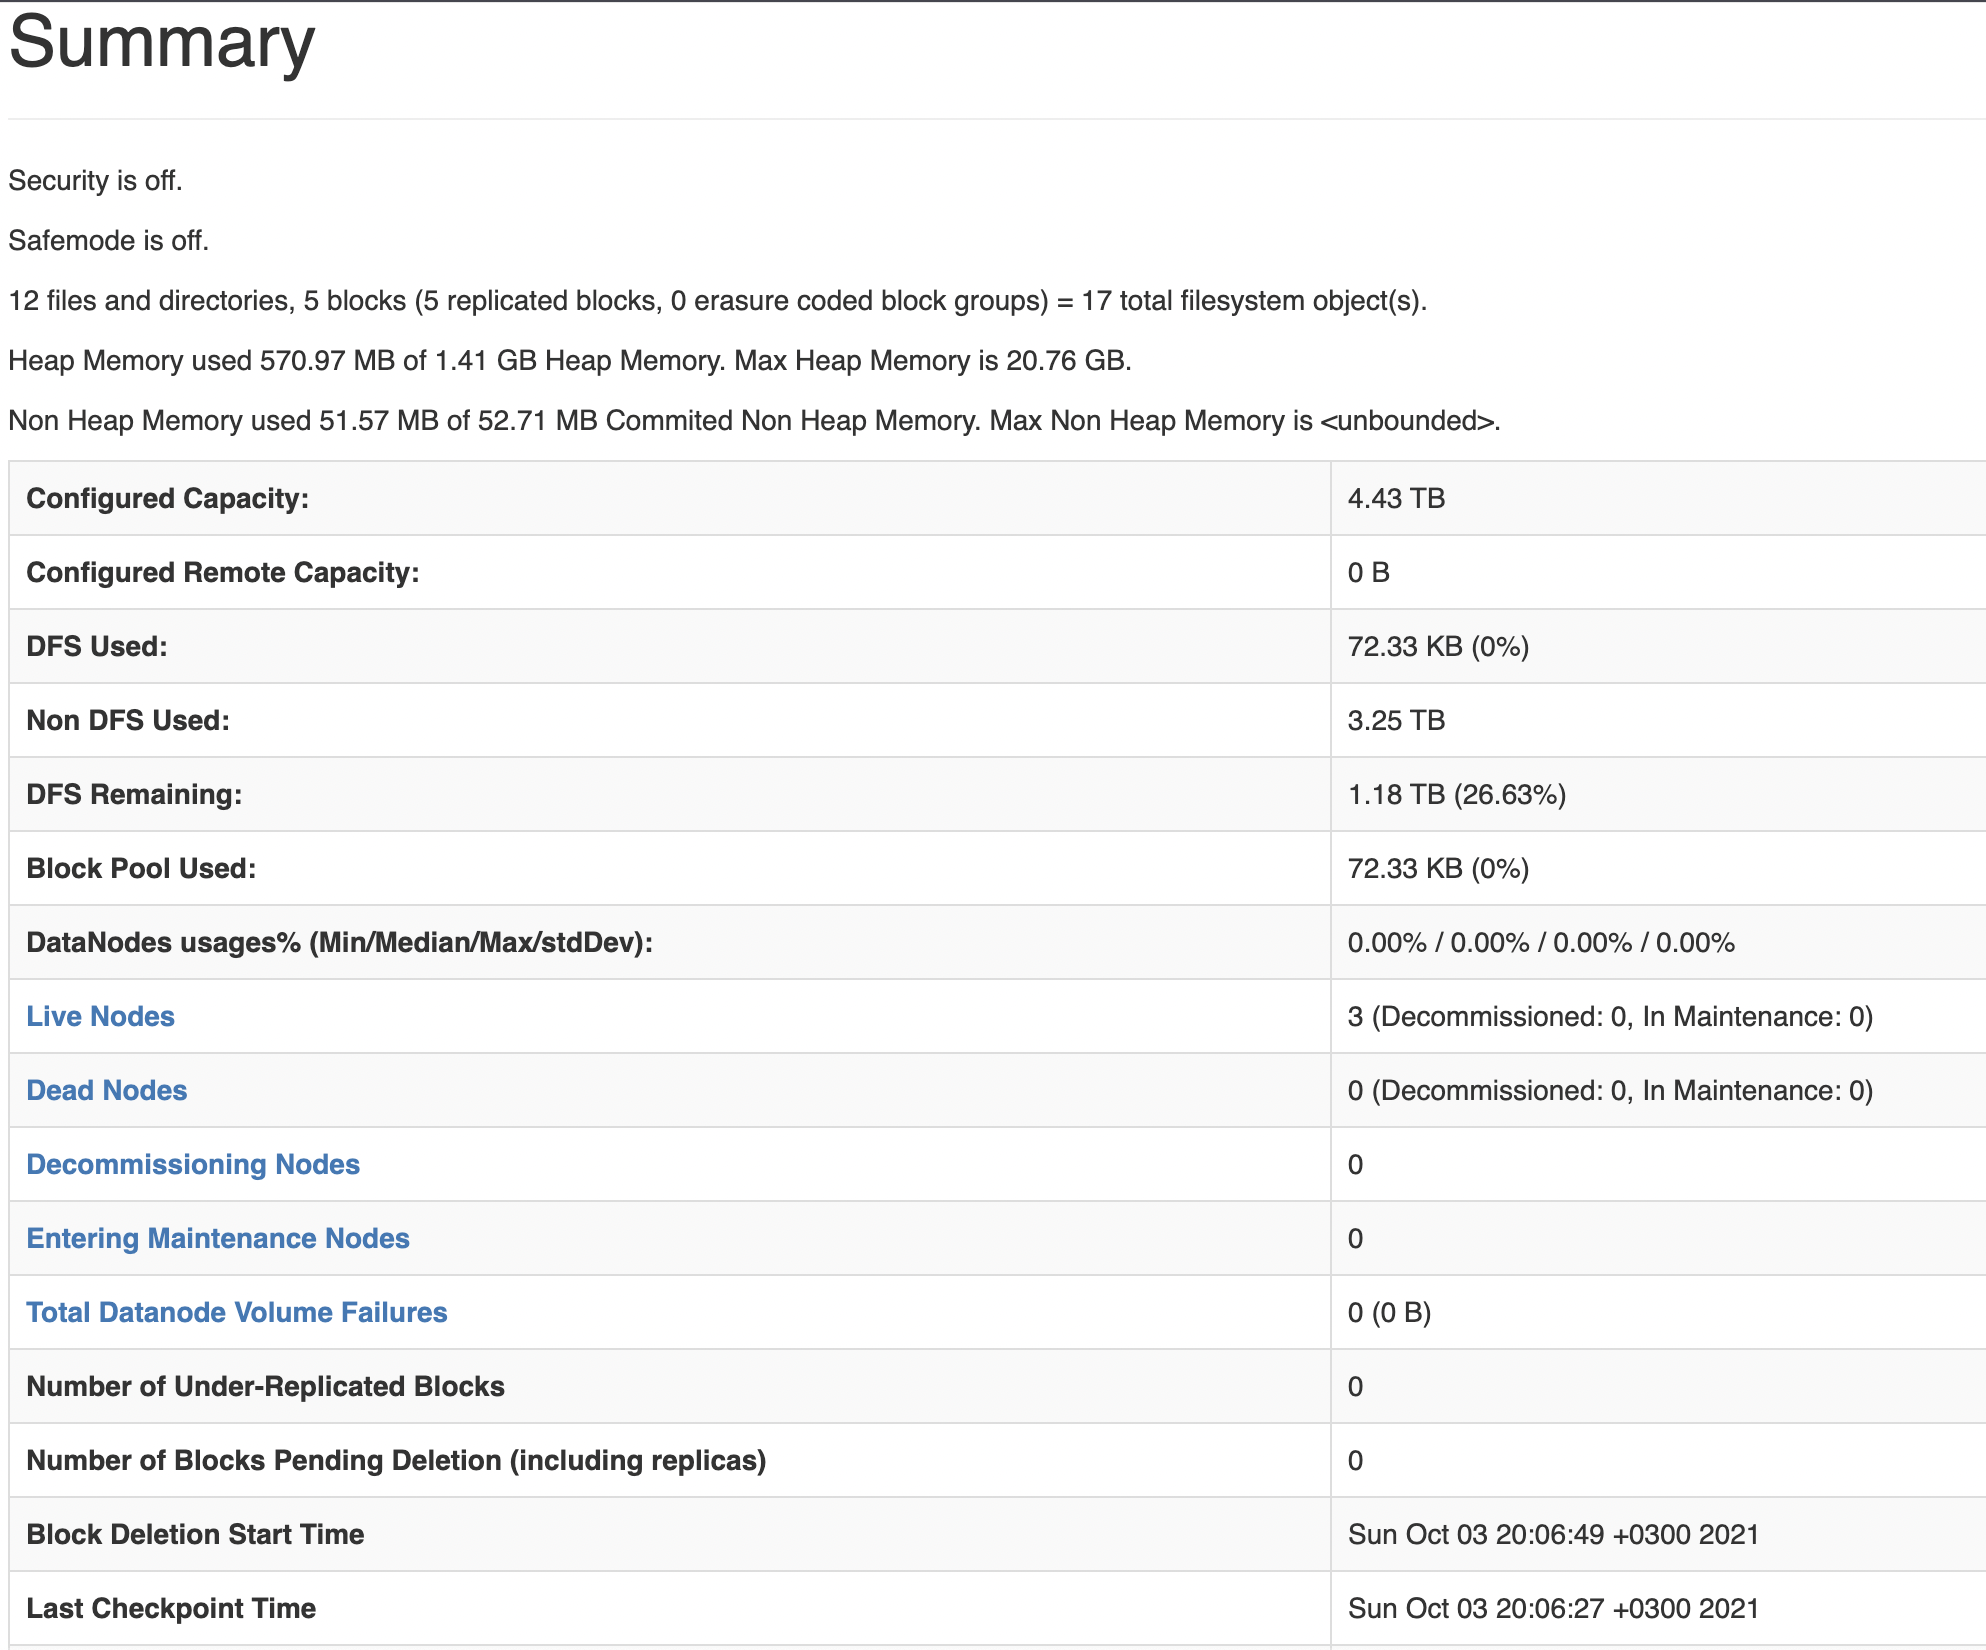 Summary
Security is off.
Safemode is off.
12 files and directories, 5 blocks (5 replicated blocks, 0 erasure coded block groups) = 17 total filesystem object(s).
Heap Memory used 570.97 MB of 1.41 GB Heap Memory. Max Heap Memory is 20.76 GB.
Non Heap Memory used 51.57 MB of 52.71 MB Commited Non Heap Memory. Max Non Heap Memory is <unbounded>.
Configured Capacity: 4.43 TB
Configured Remote Capacity: 0 B
DFS Used: 72.33 KB (0%)
Non DFS Used: 3.25 TB
DFS Remaining: 1.18 TB (26.63%)
Block Pool Used: 72.33 KB (0%)
DataNodes usages% (Min/Median/Max/stdDev): 0.00% / 0.00% / 0.00% / 0.00%
Live Nodes 3 (Decommissioned: 0, In Maintenance: 0)
Dead Nodes 0 (Decommissioned: 0, In Maintenance: 0)
Decommissioning Nodes 0
Entering Maintenance Nodes 0
Total Datanode Volume Failures 0 (0 B)
Number of Under-Replicated Blocks 0
Number of Blocks Pending Deletion (including replicas) 0
Block Deletion Start Time Sun Oct 03 20:06:49 +0300 2021
Last Checkpoint Time Sun Oct 03 20:06:27 +0300 2021